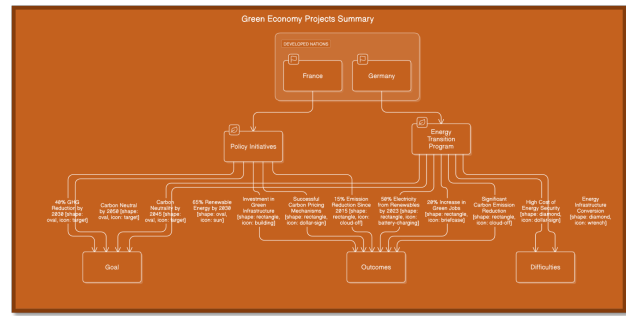 Green Economy Projects Summary
DEVELOPED NATIONS
France
Germany
Policy Initiatives
Energy
Transition
Program
40% GHG
Reduction by
2030 [shape:
oval, icon: target]
Carbon Neutral
by 2050 [shape:
oval, icon: target]
Carbon
Neutrality by
2045 [shape:
oval, icon: target]
65% Renewable
Energy by 2030
[shape: oval,
icon: sun]
Investment in
Green
Infrastructure
[shape: rectangle,
icon: building]
Successful
Carbon Pricing
Mechanisms
[shape: rectangle,
icon: dollar-sign]
15% Emission
Reduction Since
2015 [shape:
rectangle, icon:
cloud-off]
50% Electricity
from Renewables
by 2023 [shape:
rectangle, icon:
battery-charging]
20% Increase in
Green Jobs
[shape: rectangle,
icon: briefcase]
Significant
Carbon Emission
Reduction
[shape: rectangle,
icon: cloud-off]
High Cost of
Energy Security
[shape: diamond,
icon: dollar-sign]
Energy
Infrastructure
Conversion
[shape: diamond,
icon: wrench]
Goal
Outcomes
Difficulties